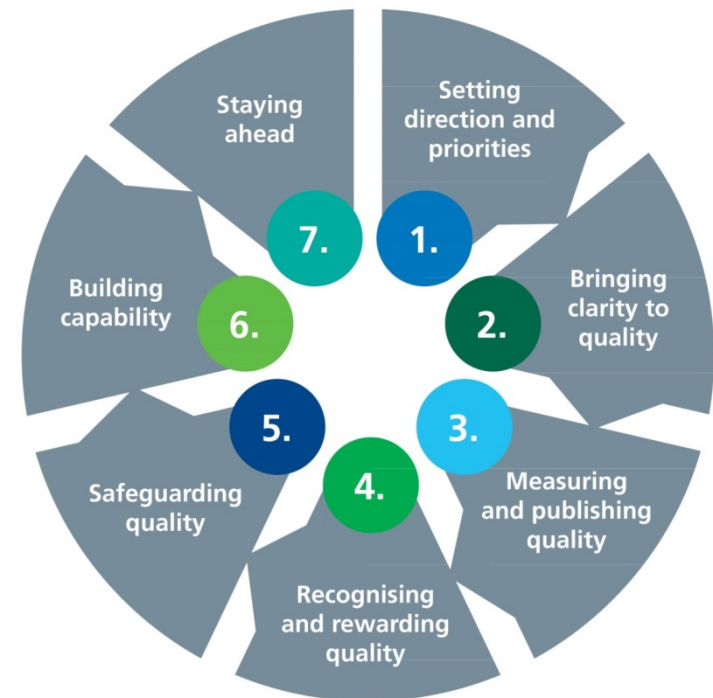 1.
Setting
direction and
priorities
2.
Bringing
clarity to
quality
3.
Measuring
and publishing
quality
4.
Recognising
and rewarding
quality
5.
Safeguarding
quality
6.
Building
capability
7.
Staying
ahead